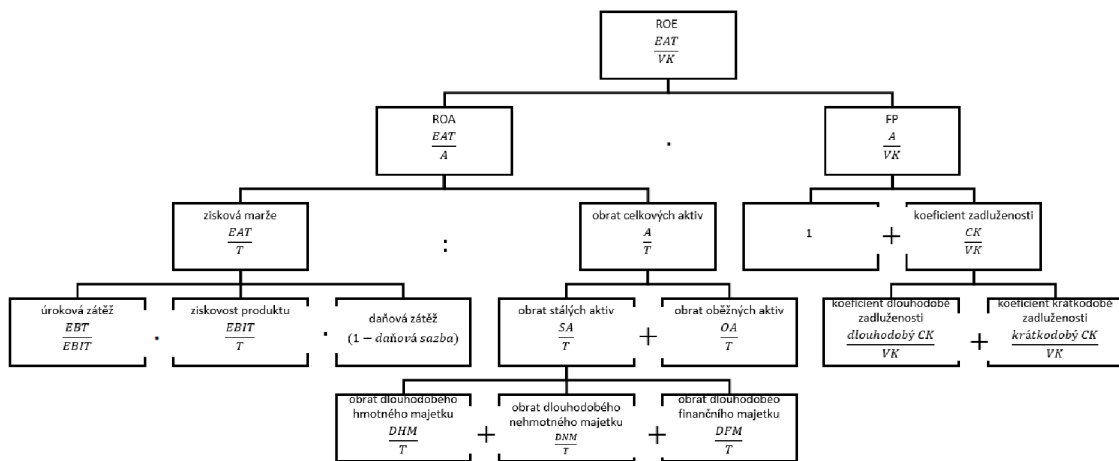 ROE
EAT
VK
ROA
EAT
A
.
FP
A
VK
zisková marže
EAT
T
:
obrat celkových aktiv
A
T
1
+
koeficient zadluženosti
CK
VK
úroková zátěž
EBT
EBIT
.
ziskovost produktu
EBIT
T
.
daňová zátěž
(1 − daňová sazba)
obrat stálých aktiv
SA
T
+
obrat oběžných aktiv
OA
T
koeficient dlouhodobé
zadluženosti
dlouhodobý CK
VK
+
koeficient krátkodobé
zadluženosti
krátkodobý CK
VK
obrat dlouhodobého
hmotného majetku
DHM
T
+
obrat dlouhodobého
nehmotného majetku
DNM
T
+
obrat dlouhodobéo
finančního majetku
DFM
T